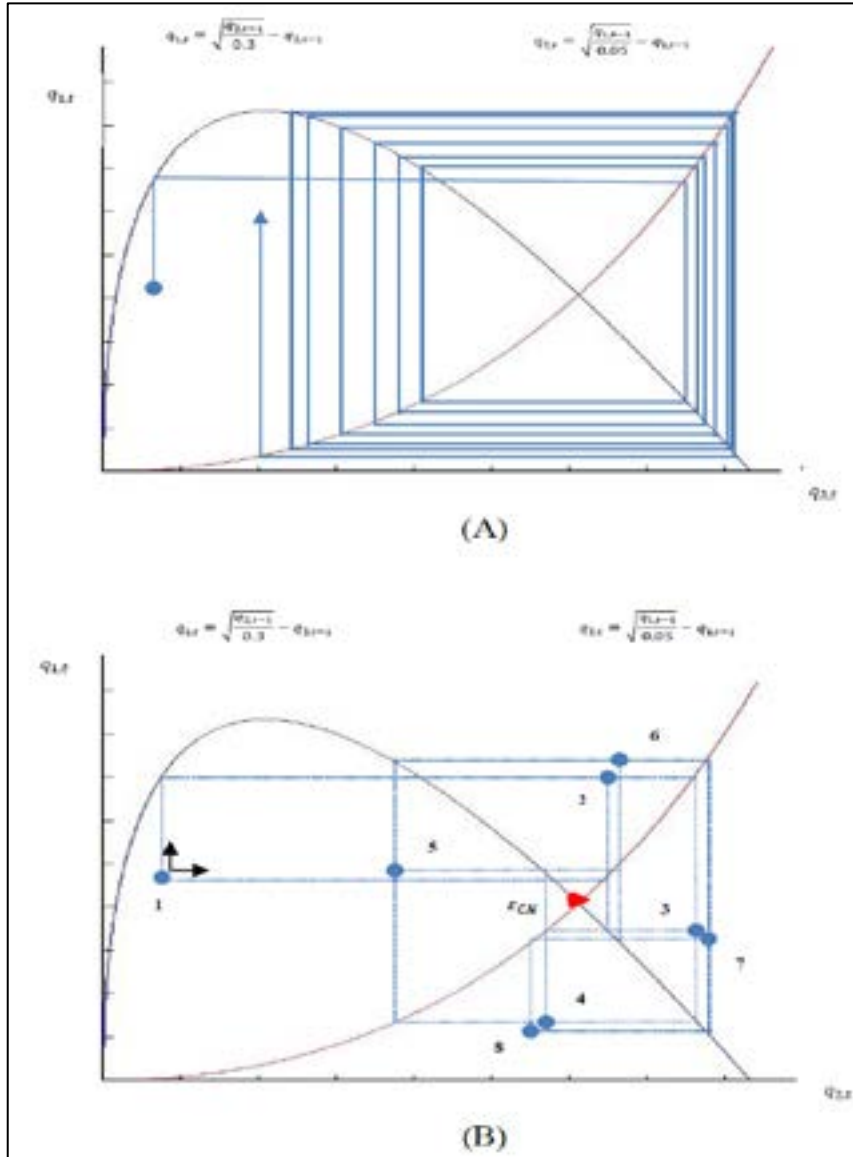 q₁,t = √(q₂,t−1/0.3) − q₂,t−1
q₂,t = √(q₁,t−1/0.05) − q₁,t−1
q₁,t
q₂,t
(A)
q₁,t = √(q₂,t−1/0.3) − q₂,t−1
q₂,t = √(q₁,t−1/0.05) − q₁,t−1
q₁,t
6
2
5
1
E_CN
3
7
4
8
q₂,t
(B)